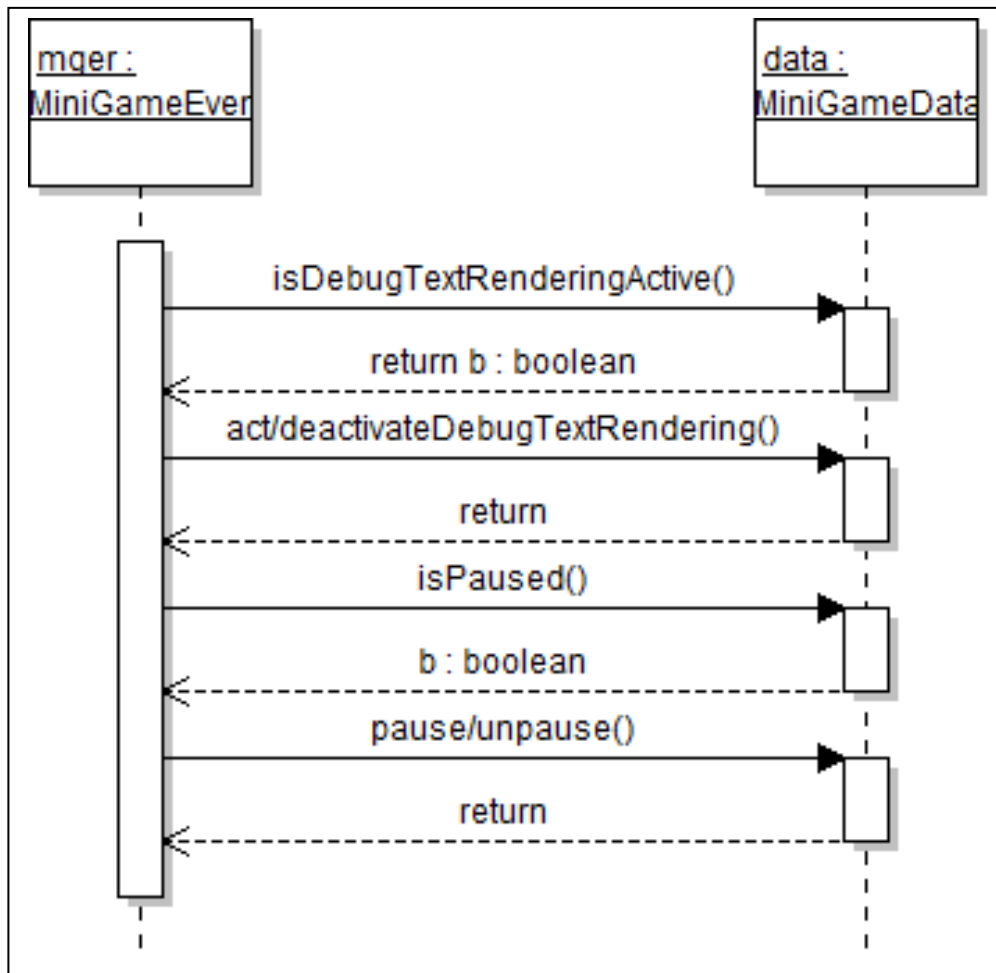 mger :
MiniGameEver
data :
MiniGameData
isDebugTextRenderingActive()
return b : boolean
act/deactivateDebugTextRendering()
return
isPaused()
b : boolean
pause/unpause()
return